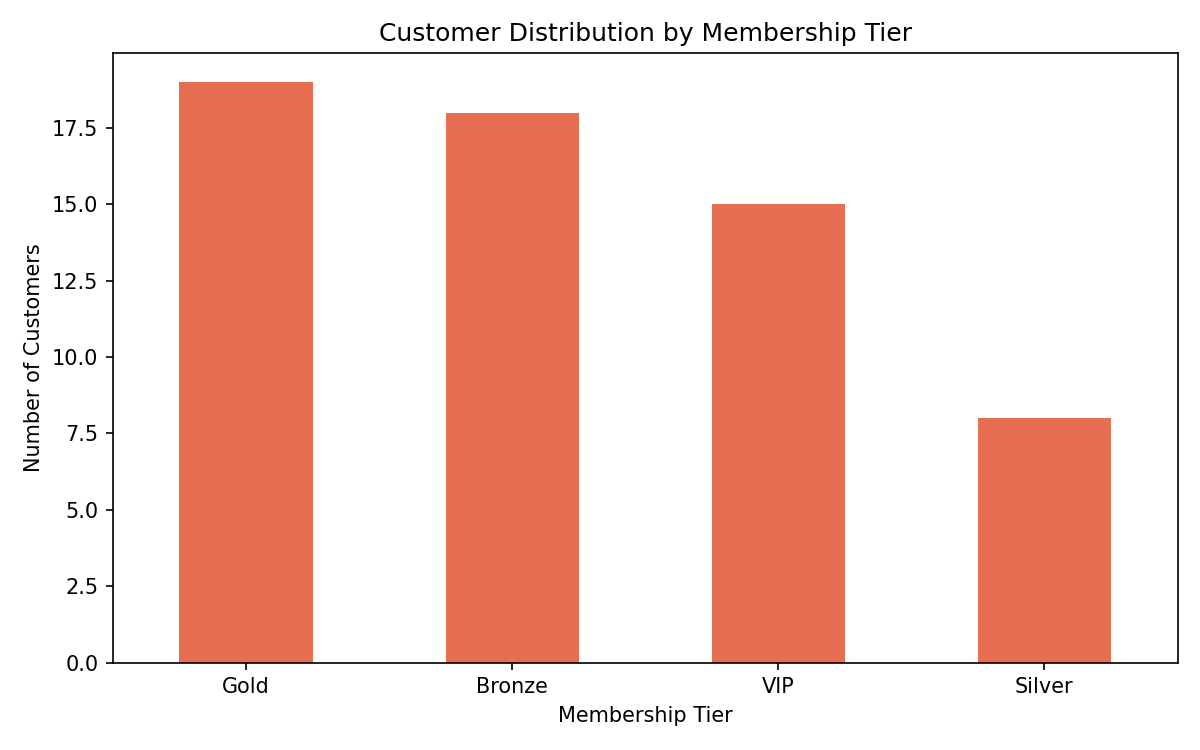 Customer Distribution by Membership Tier
Number of Customers
17.5
15.0
12.5
10.0
7.5
5.0
2.5
0.0
Gold Bronze VIP Silver
Membership Tier